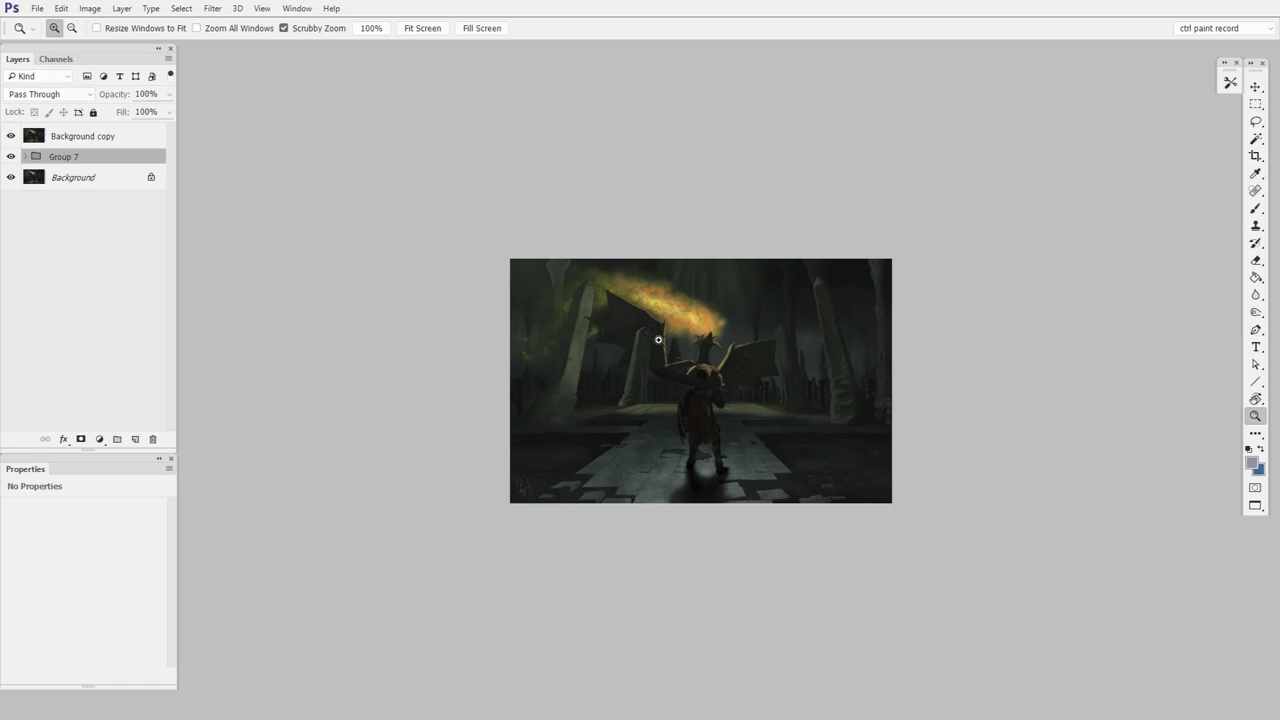 Ps File Edit Image Layer Type Select Filter 3D View Window Help
Resize Windows to Fit Zoom All Windows Scrubby Zoom 100% Fit Screen Fill Screen ctrl paint record
Layers Channels
Kind
Pass Through Opacity: 100%
Lock: Fill: 100%
Background copy
Group 7
Background
fx
Properties
No Properties